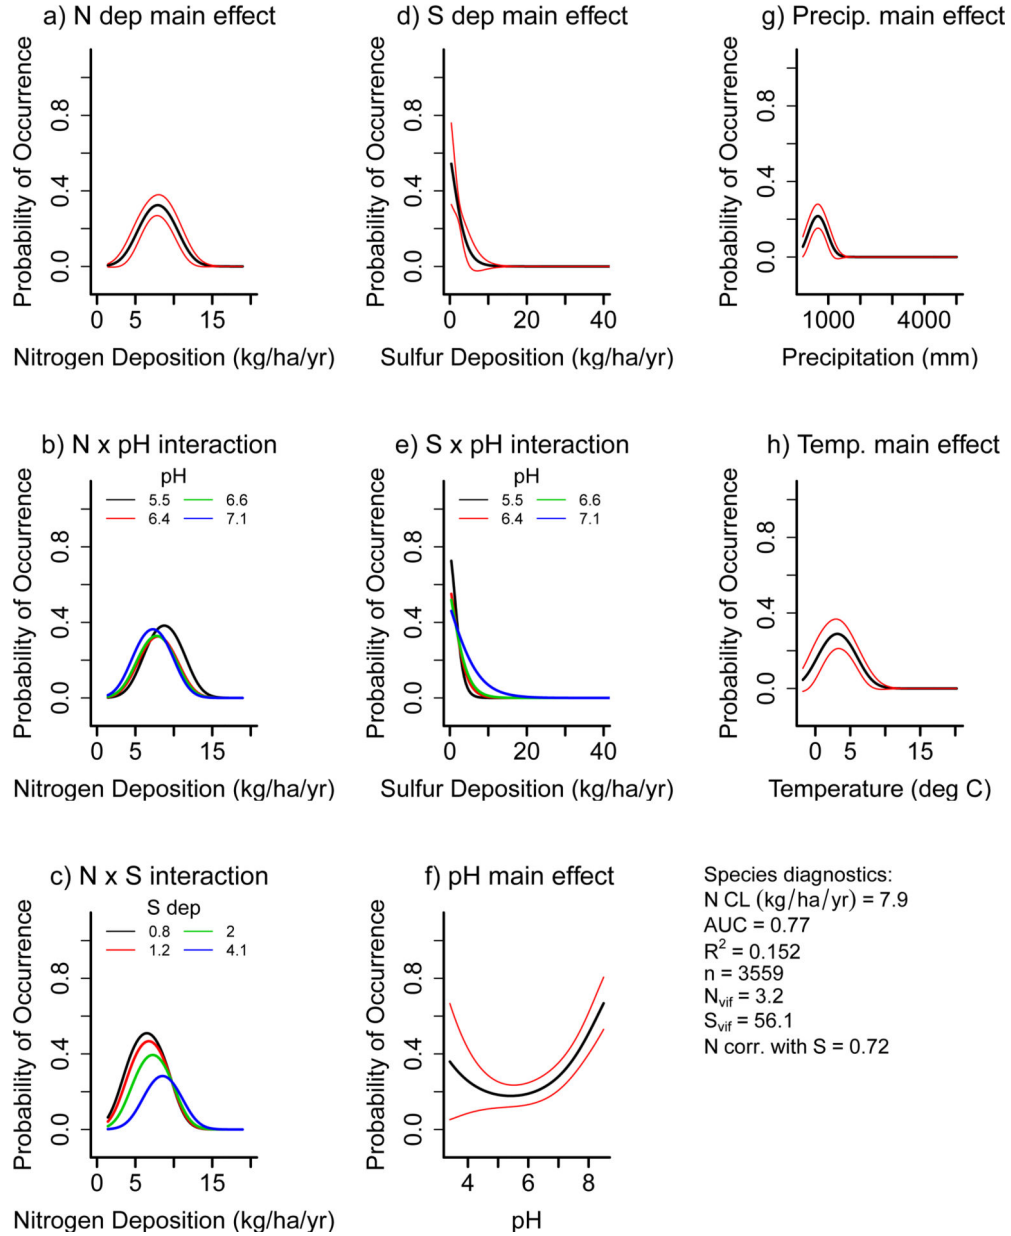 a) N dep main effect
Probability of Occurrence
0.0 0.4 0.8
0 5 15
Nitrogen Deposition (kg/ha/yr)
d) S dep main effect
Probability of Occurrence
0.0 0.4 0.8
0 20 40
Sulfur Deposition (kg/ha/yr)
g) Precip. main effect
Probability of Occurrence
0.0 0.4 0.8
1000 4000
Precipitation (mm)
b) N x pH interaction
pH
5.5 6.6
6.4 7.1
Probability of Occurrence
0.0 0.4 0.8
0 5 15
Nitrogen Deposition (kg/ha/yr)
e) S x pH interaction
pH
5.5 6.6
6.4 7.1
Probability of Occurrence
0.0 0.4 0.8
0 20 40
Sulfur Deposition (kg/ha/yr)
h) Temp. main effect
Probability of Occurrence
0.0 0.4 0.8
0 5 15
Temperature (deg C)
c) N x S interaction
S dep
0.8 2
1.2 4.1
Probability of Occurrence
0.0 0.4 0.8
0 5 15
Nitrogen Deposition (kg/ha/yr)
f) pH main effect
Probability of Occurrence
0.0 0.4 0.8
4 6 8
pH
Species diagnostics:
N CL (kg/ha/yr) = 7.9
AUC = 0.77
R² = 0.152
n = 3559
N_vif = 3.2
S_vif = 56.1
N corr. with S = 0.72